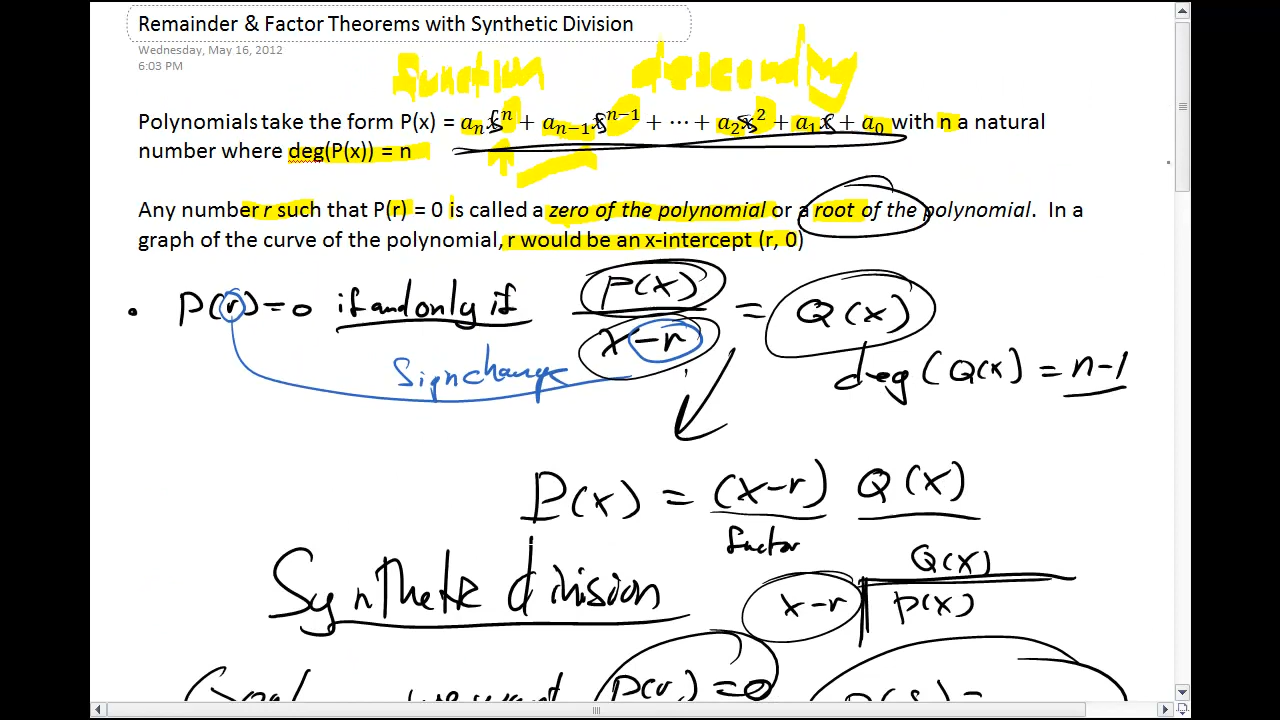 Remainder & Factor Theorems with Synthetic Division
Wednesday, May 16, 2012
6:03 PM
function descending
Polynomials take the form P(x) = aₙxⁿ + aₙ₋₁xⁿ⁻¹ + ⋯ + a₂x² + a₁x + a₀ with n a natural
number where deg(P(x)) = n
Any number r such that P(r) = 0 is called a zero of the polynomial or a root of the polynomial. In a
graph of the curve of the polynomial, r would be an x-intercept (r, 0)
• P(r)=0 if and only if P(x)/(x-r) = Q(x)
Sign change
deg(Q(x)) = n-1
P(x) = (x-r) Q(x)
factor
Synthetic division
Q(x)
x-r P(x)
Goal P(r)=0